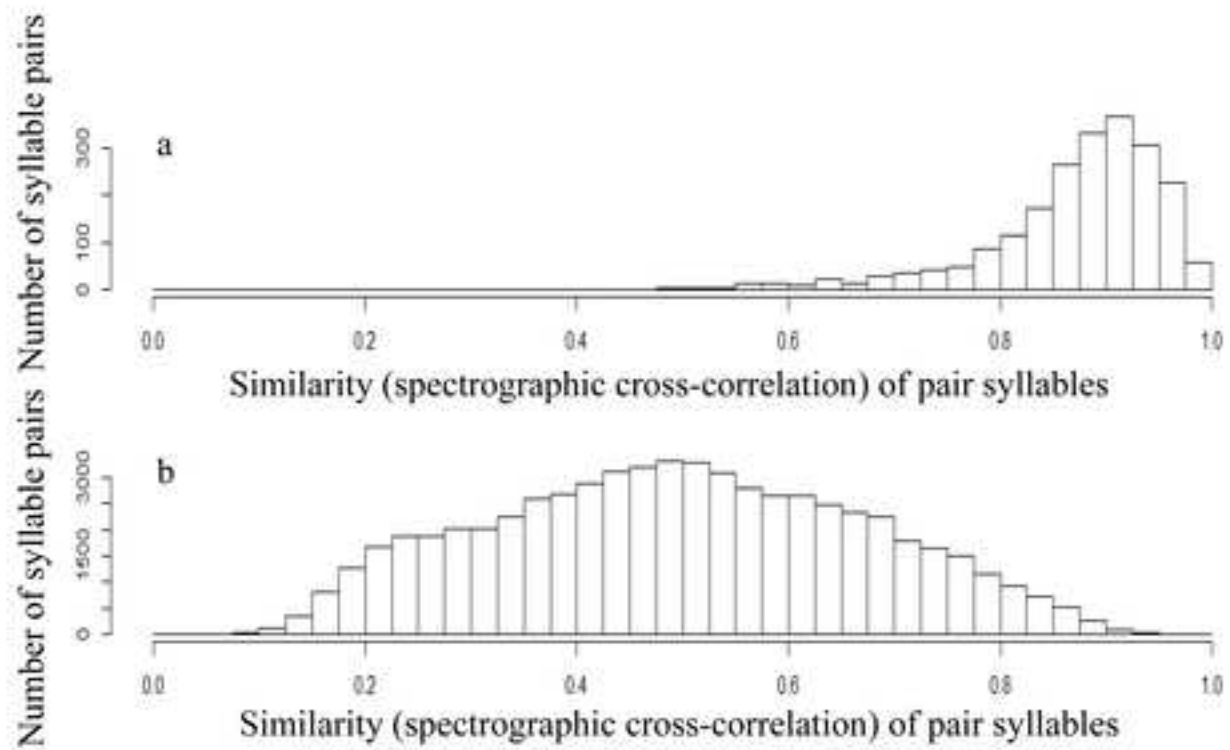 Number of syllable pairs
a
300
100
0
0.0 0.2 0.4 0.6 0.8 1.0
Similarity (spectrographic cross-correlation) of pair syllables
Number of syllable pairs
b
3000
1500
0
0.0 0.2 0.4 0.6 0.8 1.0
Similarity (spectrographic cross-correlation) of pair syllables